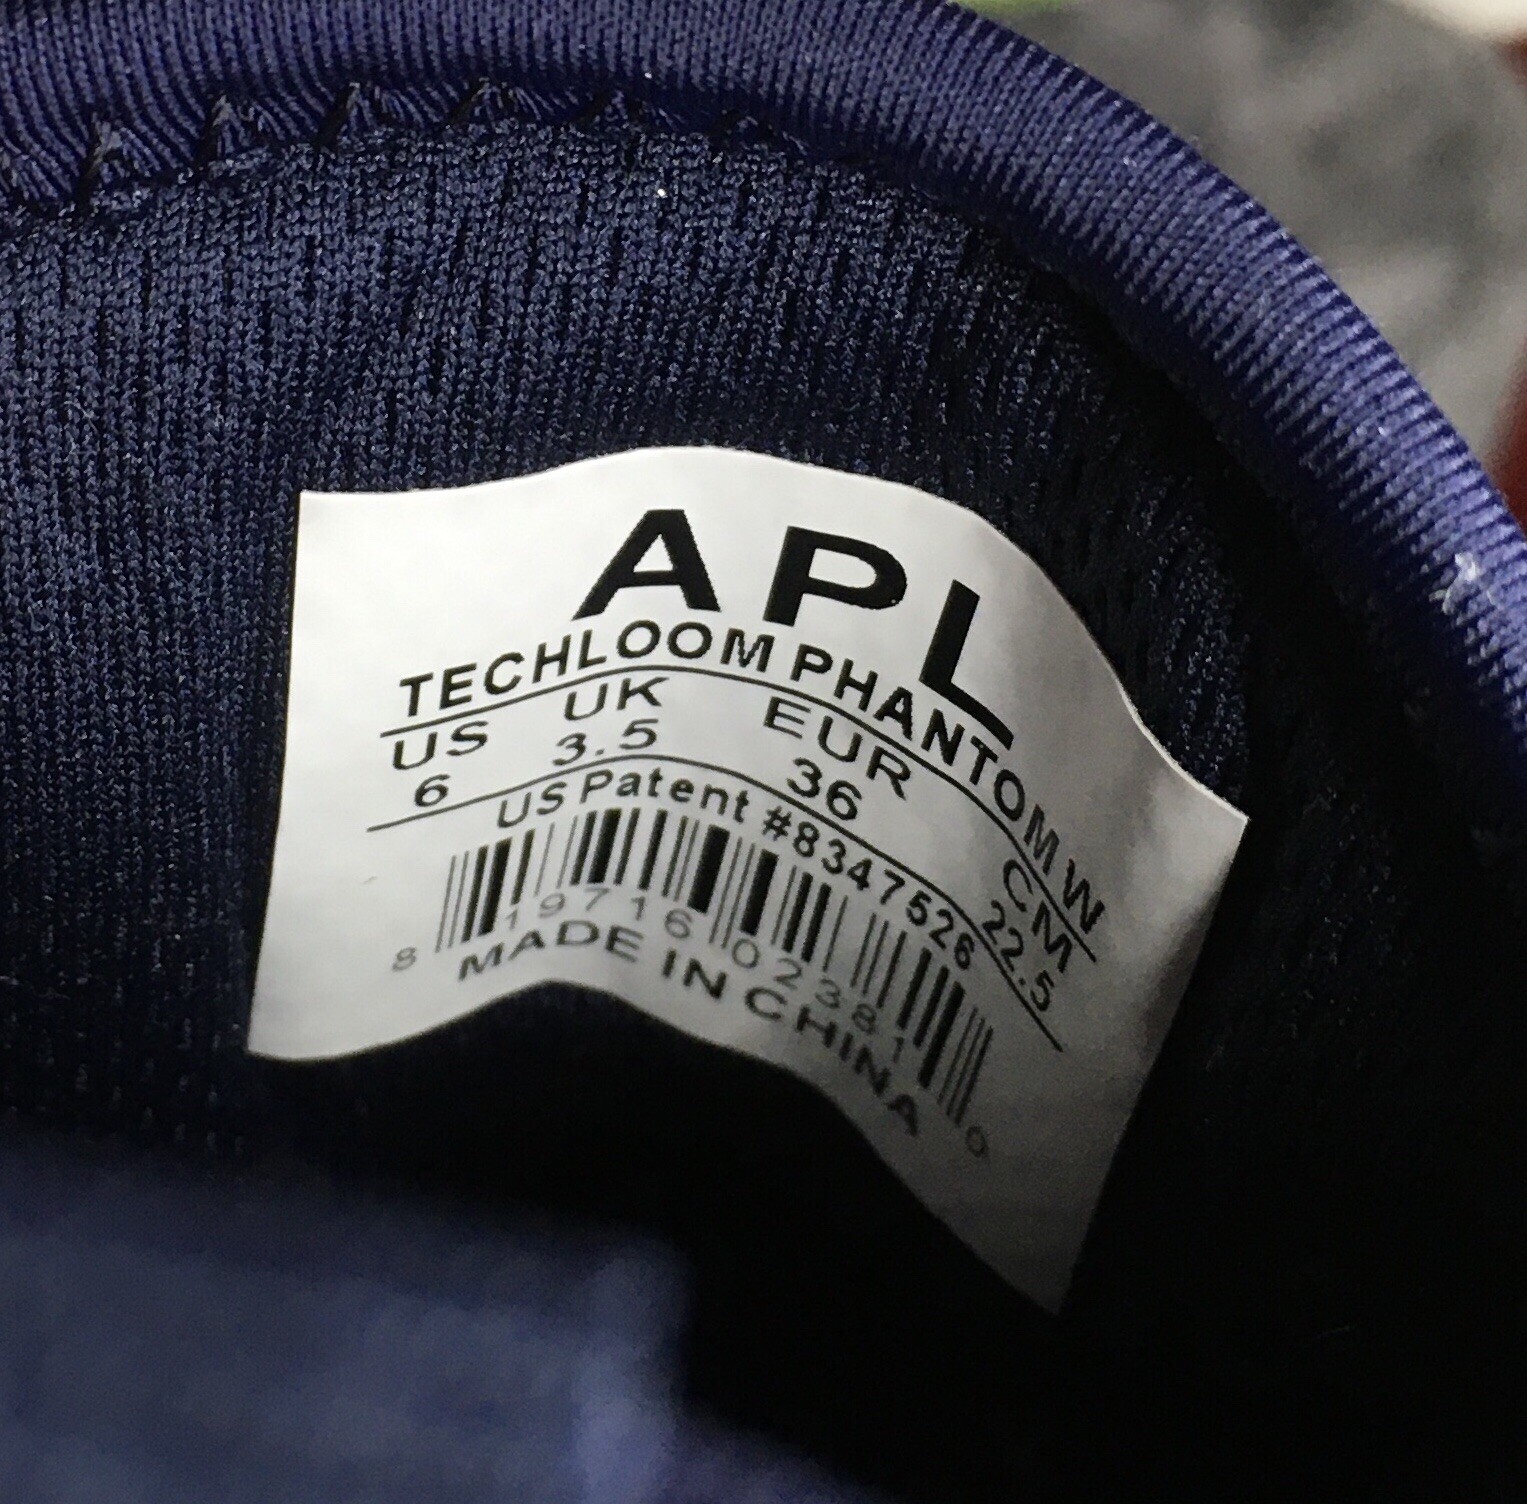 APL
TECHLOOM PHANTOM W
US UK EUR CM
6 3.5 36 22.5
US Patent #8347526
8 19716 02381 0
MADE IN CHINA